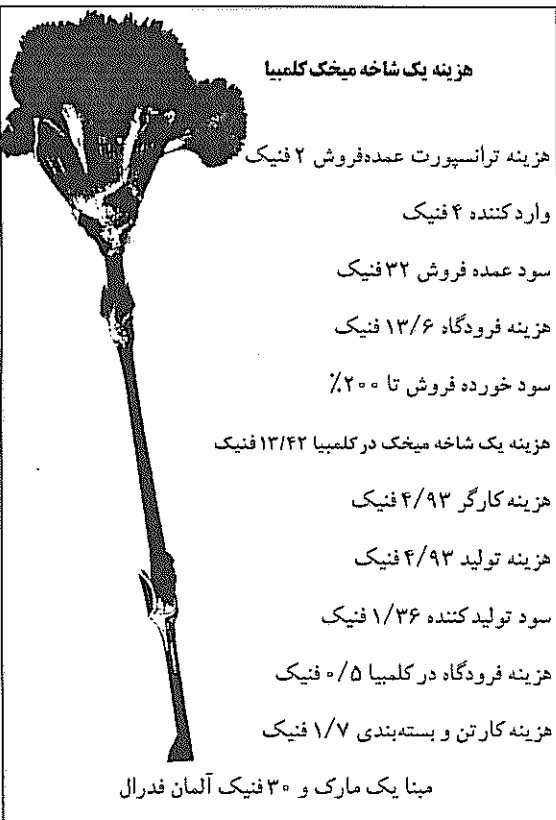 هزینه یک شاخه میخک کلمبیا
هزینه ترانسپورت عمده‌فروش ۲ فنیک
وارد کننده ۴ فنیک
سود عمده فروش ۳۲ فنیک
هزینه فرودگاه ۱۳/۶ فنیک
سود خورده فروش تا ۲۰۰٪
هزینه یک شاخه میخک در کلمبیا ۱۳/۴۲ فنیک
هزینه کارگر ۴/۹۳ فنیک
هزینه تولید ۴/۹۳ فنیک
سود تولید کننده ۱/۳۶ فنیک
هزینه فرودگاه در کلمبیا ۰/۵ فنیک
هزینه کارتن و بسته‌بندی ۱/۷ فنیک
مبنا یک مارک و ۳۰ فنیک آلمان فدرال